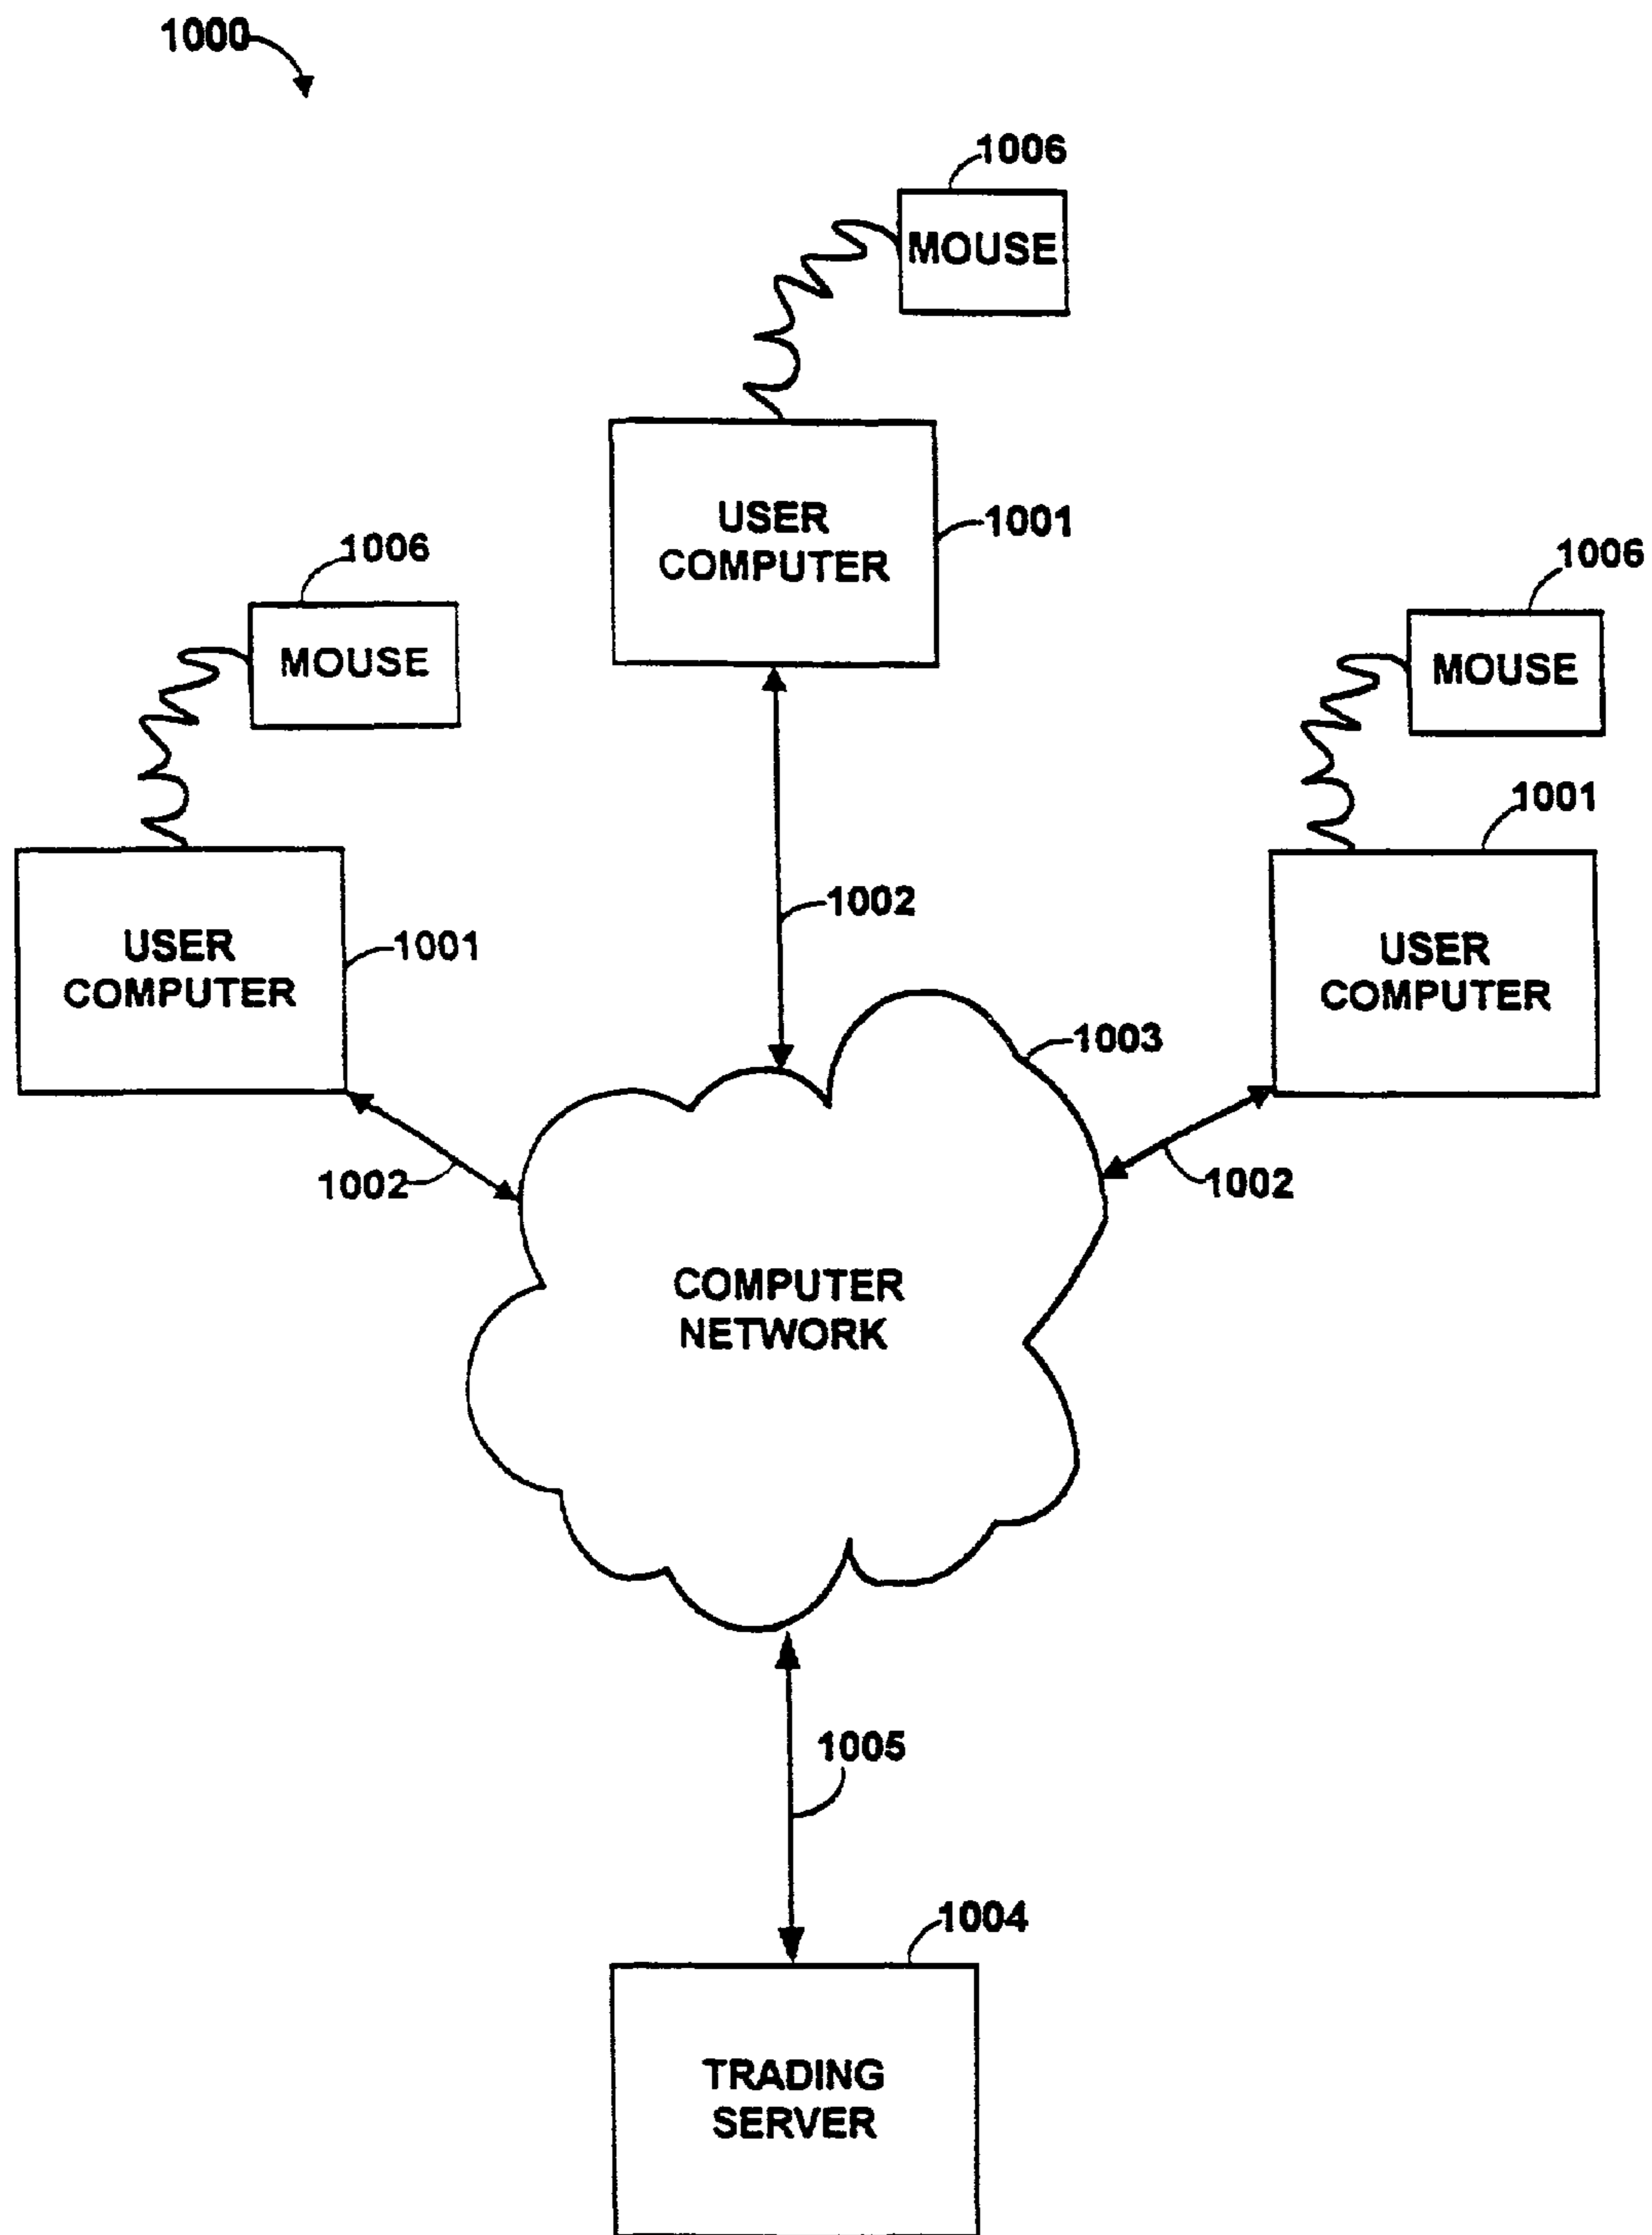 1000
1006
MOUSE
USER
COMPUTER
1001
1006
MOUSE
1006
MOUSE
1001
USER
COMPUTER
1001
1002
USER
COMPUTER
1003
1002
1002
COMPUTER
NETWORK
1005
1004
TRADING
SERVER